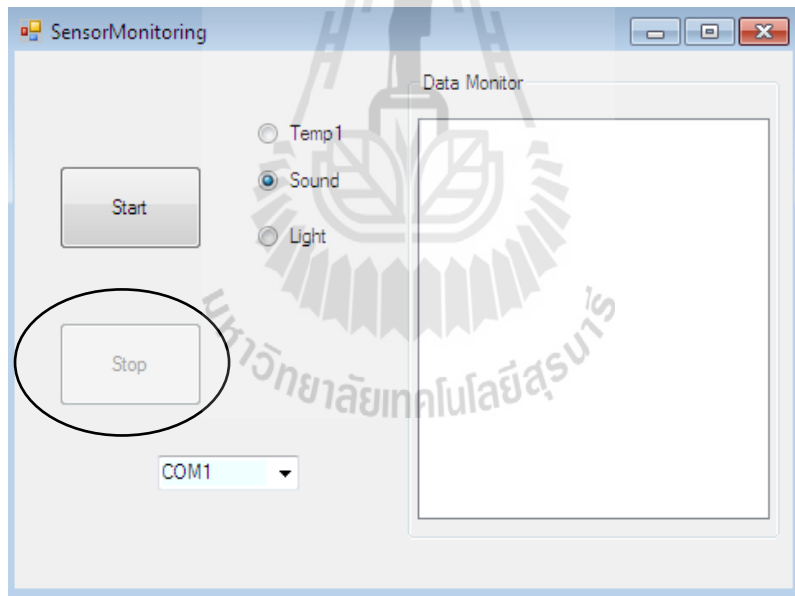 SensorMonitoring
Data Monitor
Temp1
Sound
Light
Start
Stop
COM1
มหาวิทยาลัยเทคโนโลยีสุรนารี